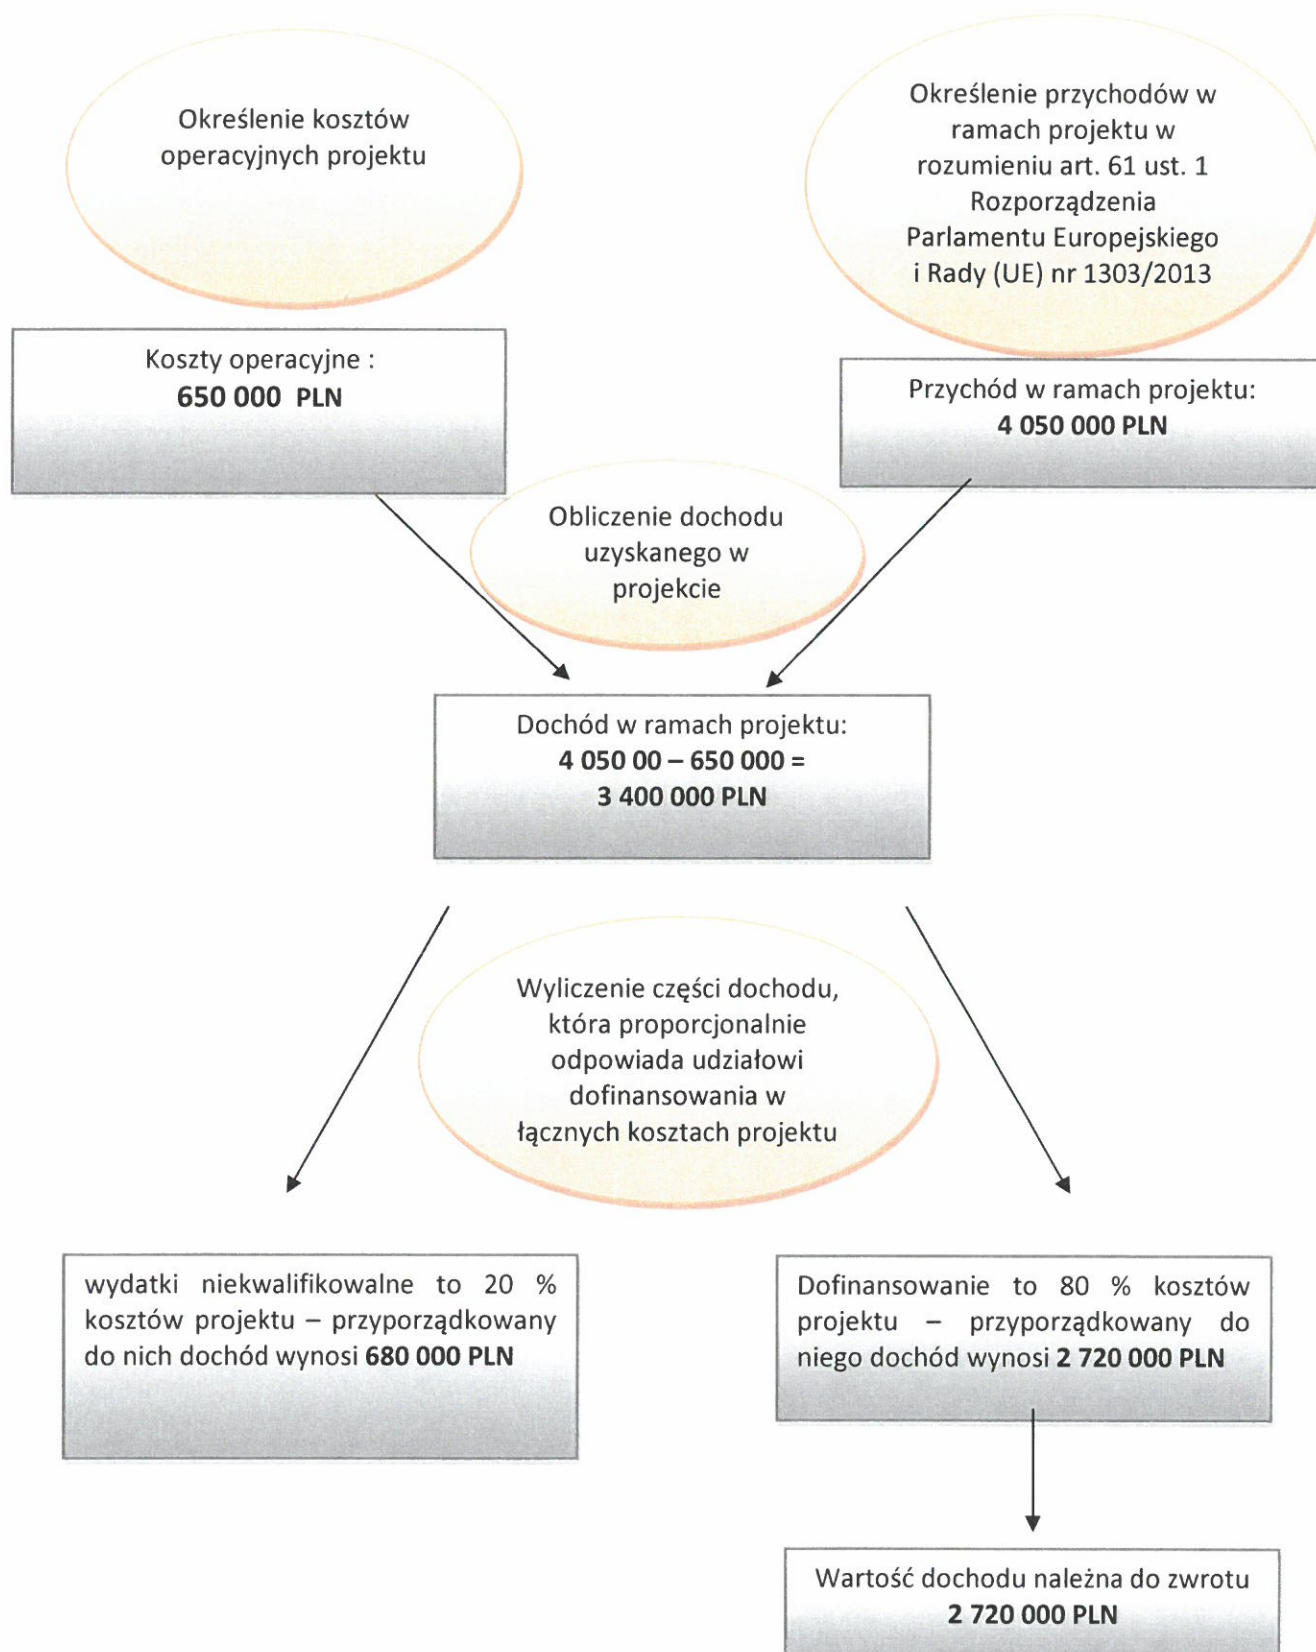 Określenie kosztów
operacyjnych projektu
Określenie przychodów w
ramach projektu w
rozumieniu art. 61 ust. 1
Rozporządzenia
Parlamentu Europejskiego
i Rady (UE) nr 1303/2013
Koszty operacyjne :
650 000 PLN
Przychód w ramach projektu:
4 050 000 PLN
Obliczenie dochodu
uzyskanego w
projekcie
Dochód w ramach projektu:
4 050 00 – 650 000 =
3 400 000 PLN
Wyliczenie części dochodu,
która proporcjonalnie
odpowiada udziałowi
dofinansowania w
łącznych kosztach projektu
wydatki niekwalifikowalne to 20 %
kosztów projektu – przyporządkowany
do nich dochód wynosi 680 000 PLN
Dofinansowanie to 80 % kosztów
projektu – przyporządkowany do
niego dochód wynosi 2 720 000 PLN
Wartość dochodu należna do zwrotu
2 720 000 PLN